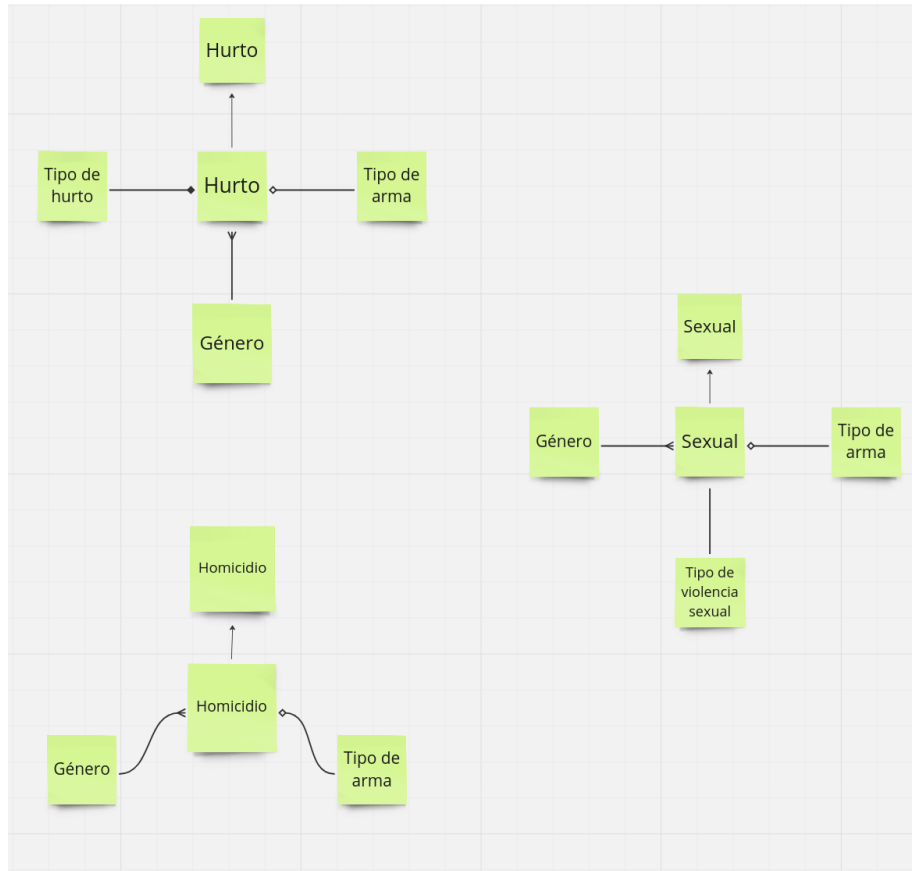 Hurto
Tipo de
hurto
Hurto
Tipo de
arma
Género
Sexual
Género
Sexual
Tipo de
arma
Tipo de
violencia
sexual
Homicidio
Homicidio
Género
Tipo de
arma